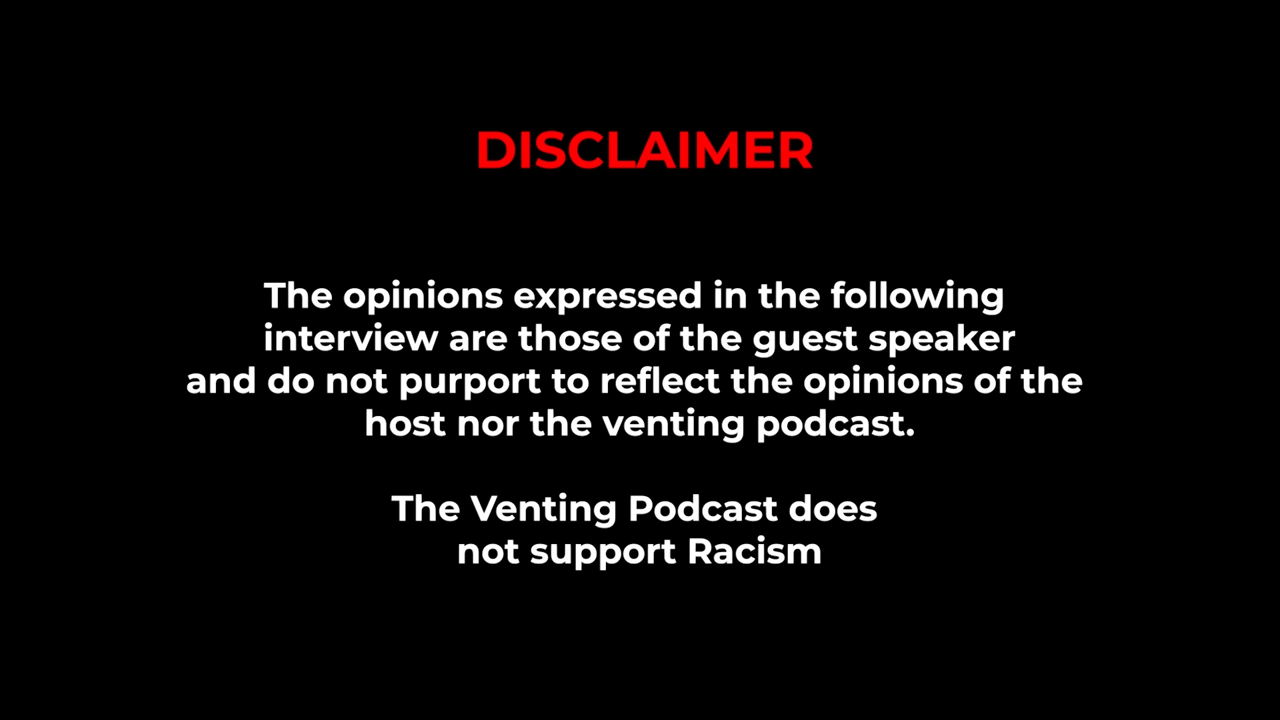 DISCLAIMER
The opinions expressed in the following
interview are those of the guest speaker
and do not purport to reflect the opinions of the
host nor the venting podcast.
The Venting Podcast does
not support Racism